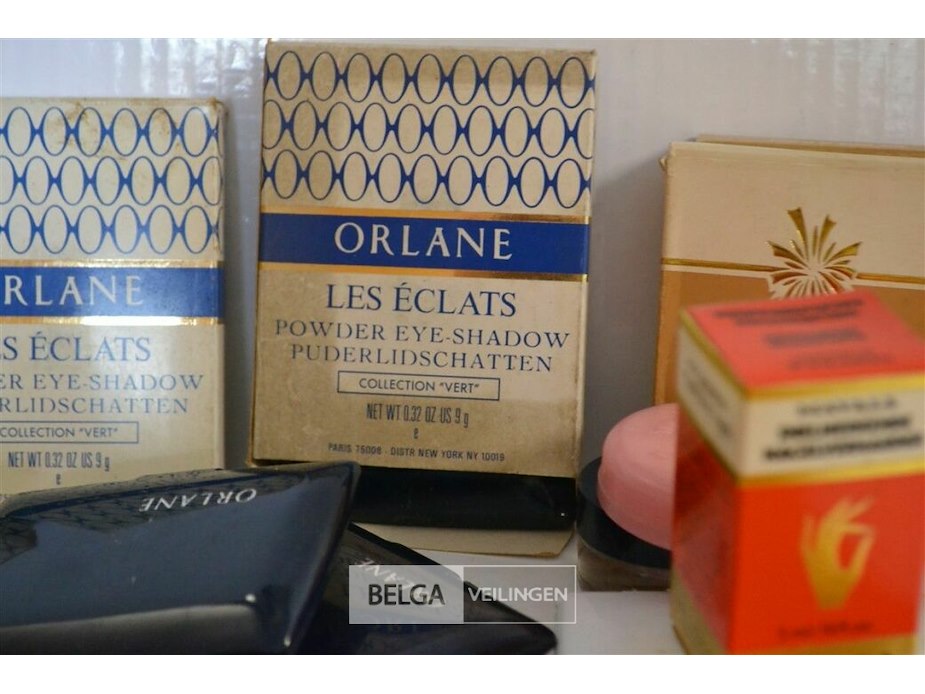 ORLANE
LES ÉCLATS
POWDER EYE-SHADOW
PUDERLIDSCHATTEN
COLLECTION "VERT"
NET WT 0.32 OZ US 9 g
e
PARIS 75008 - DISTR NEW YORK NY 10019
RLANE
S ÉCLATS
ER EYE-SHADOW
ERLIDSCHATTEN
COLLECTION "VERT"
NET WT 0.32 OZ US 9 g
e
ORLANE
BELGA VEILINGEN